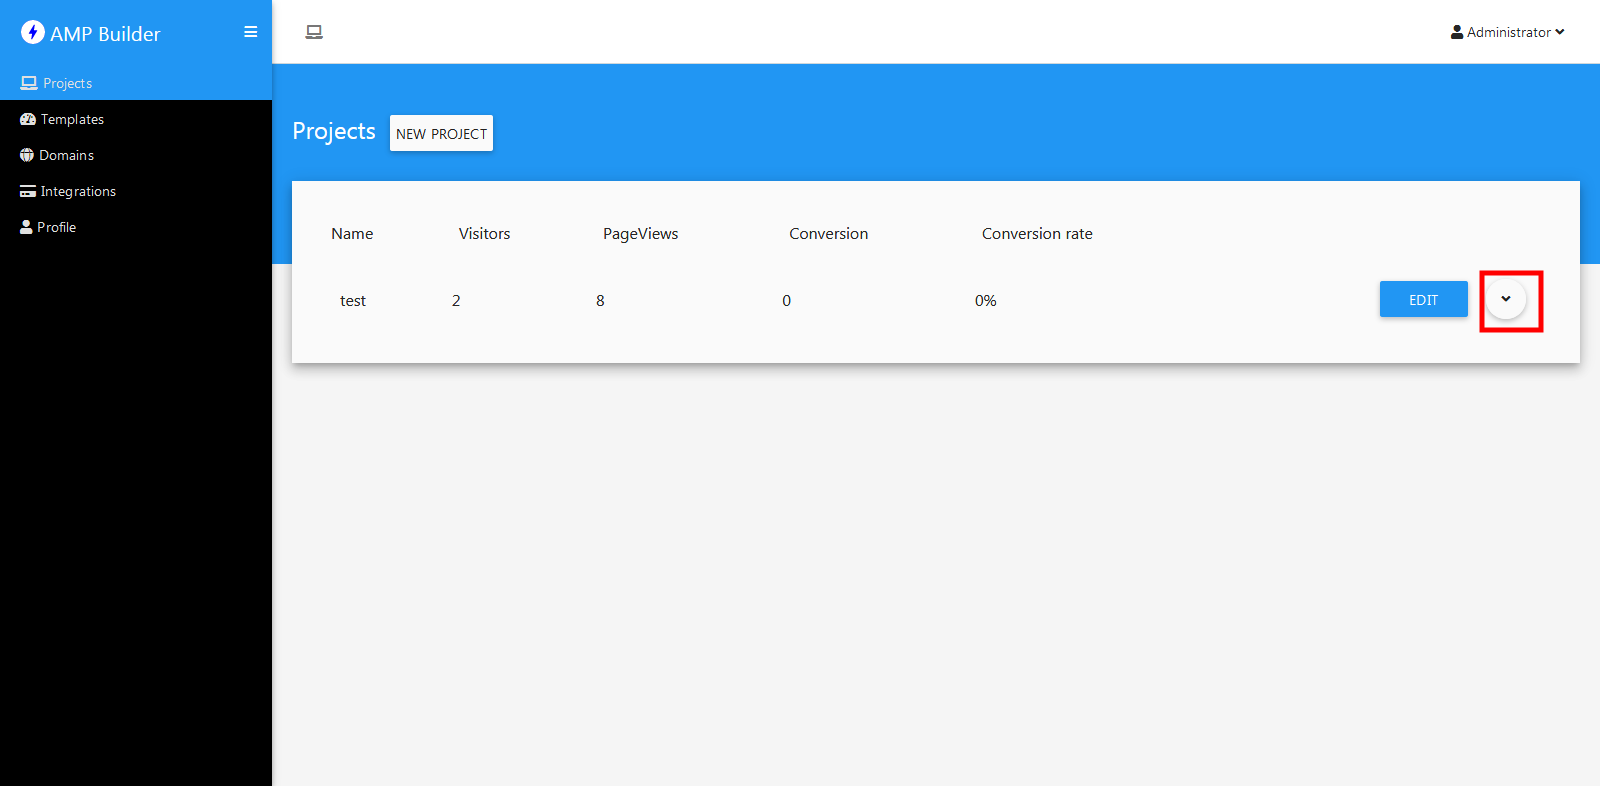 AMP Builder
Administrator
Projects
Templates
Domains
Integrations
Profile
Projects
NEW PROJECT
Name Visitors PageViews Conversion Conversion rate
test 2 8 0 0% EDIT